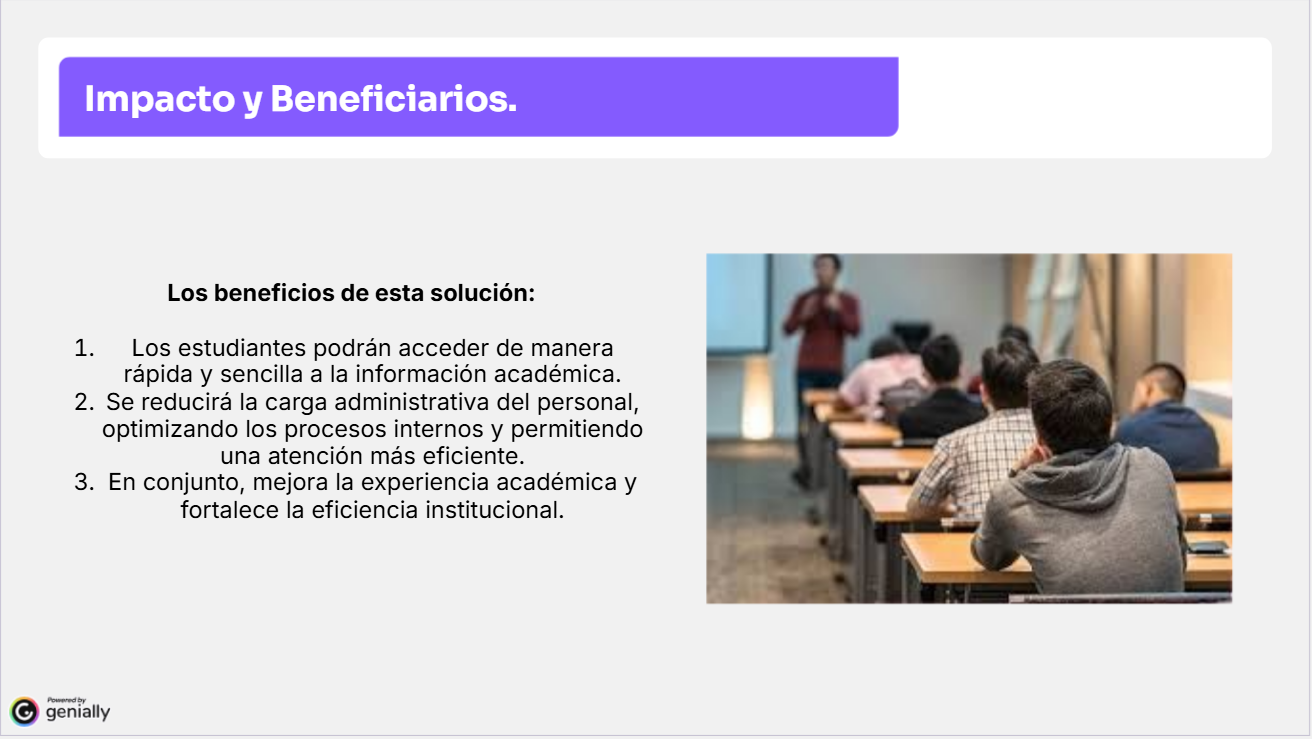 Impacto y Beneficiarios.
Los beneficios de esta solución:
1. Los estudiantes podrán acceder de manera
rápida y sencilla a la información académica.
2. Se reducirá la carga administrativa del personal,
optimizando los procesos internos y permitiendo
una atención más eficiente.
3. En conjunto, mejora la experiencia académica y
fortalece la eficiencia institucional.
Powered by
genially